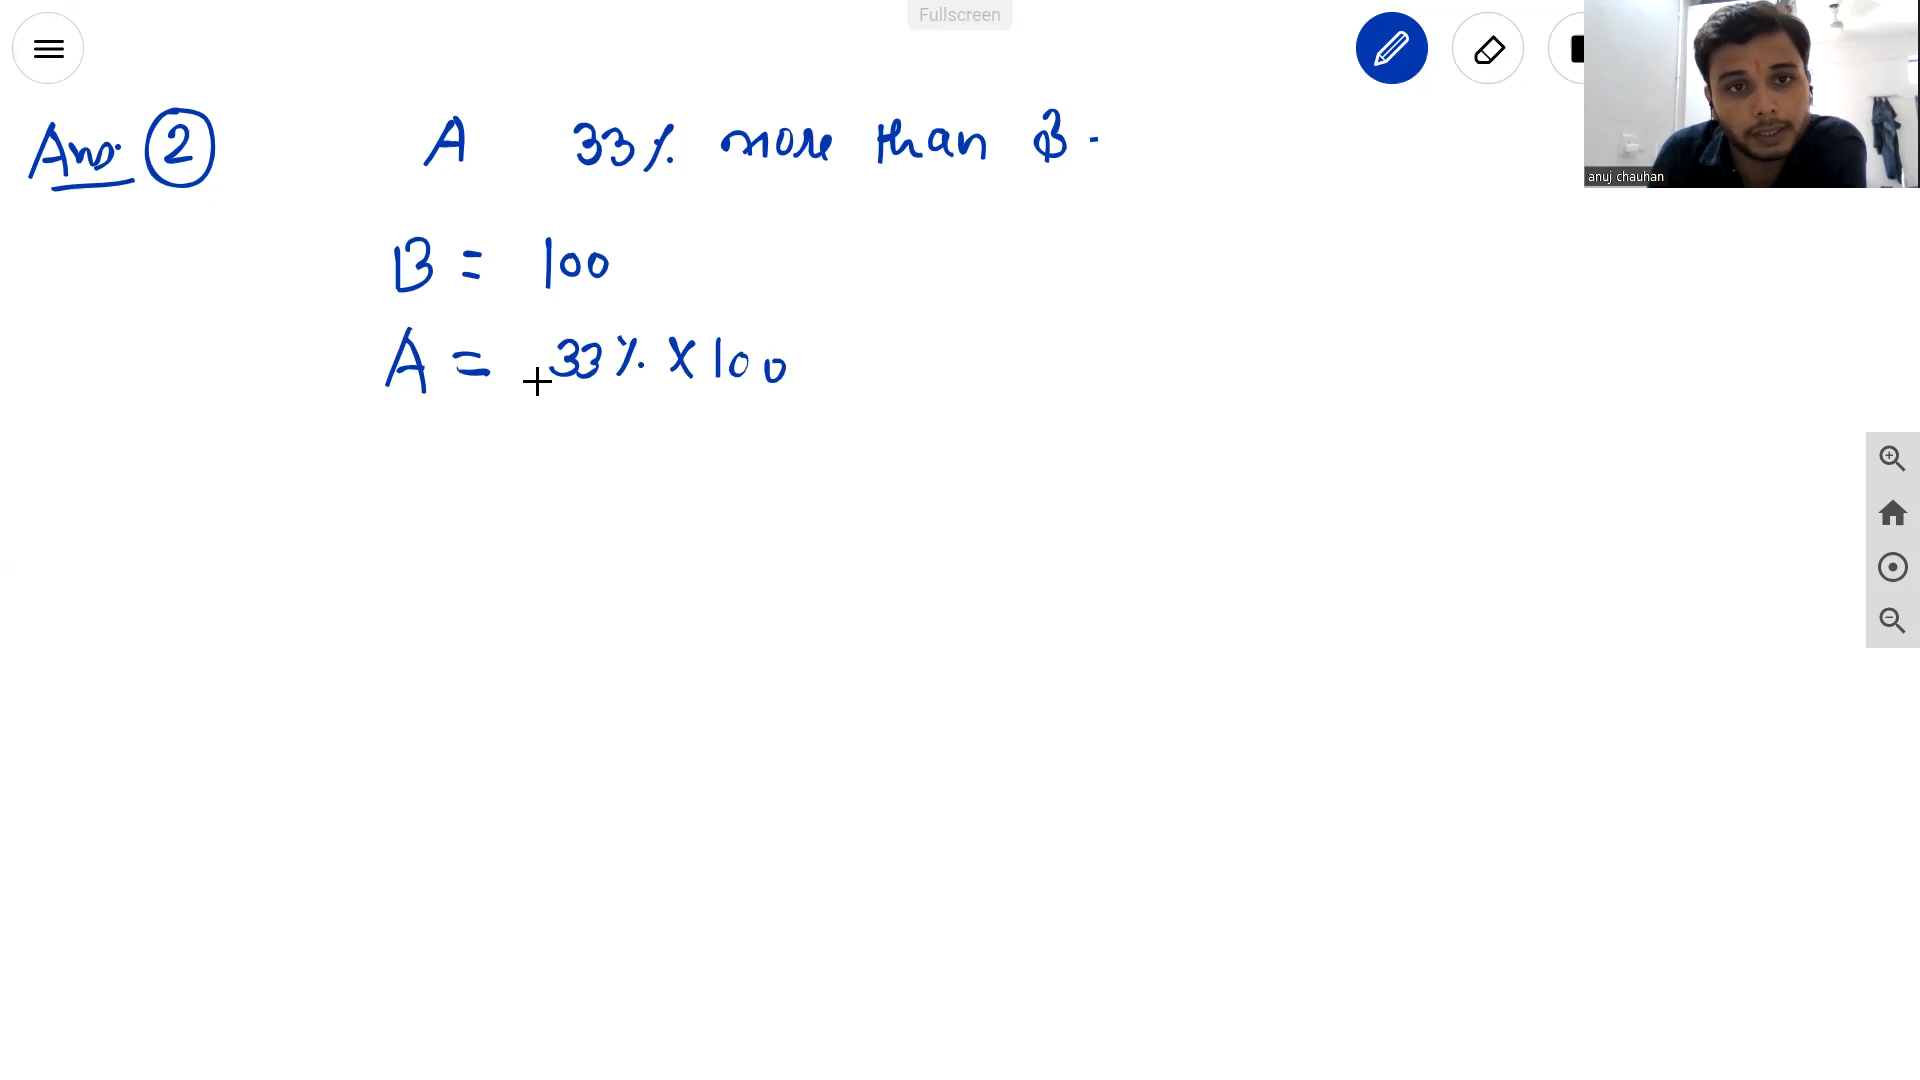 Fullscreen
Ans. 2 A 33% more than B.
B = 100
A = 33% X 100
anuj chauhan